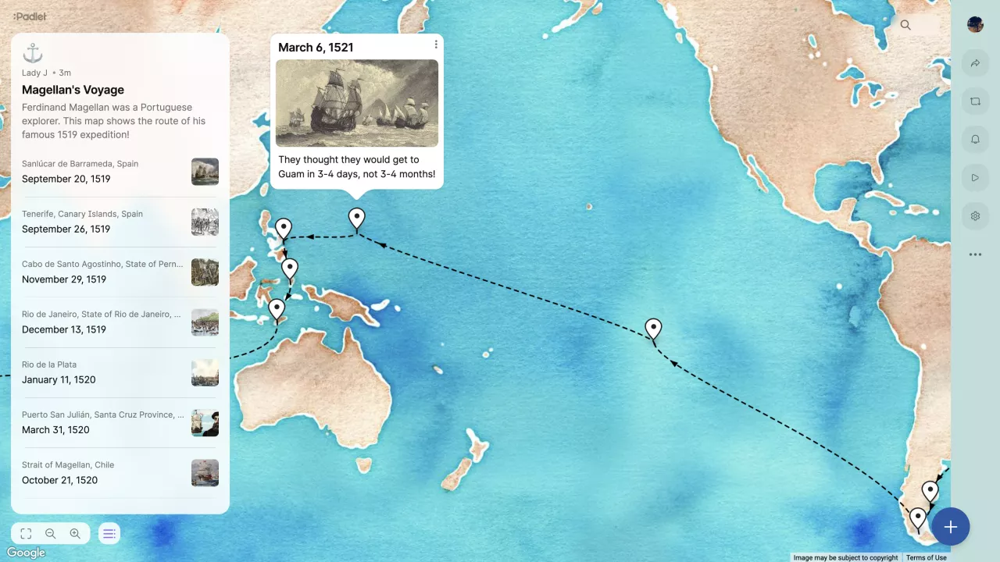 :Padlet
Lady J • 3m
Magellan's Voyage
Ferdinand Magellan was a Portuguese
explorer. This map shows the route of his
famous 1519 expedition!
Sanlúcar de Barrameda, Spain
September 20, 1519
Tenerife, Canary Islands, Spain
September 26, 1519
Cabo de Santo Agostinho, State of Pern...
November 29, 1519
Rio de Janeiro, State of Rio de Janeiro, ...
December 13, 1519
Rio de la Plata
January 11, 1520
Puerto San Julián, Santa Cruz Province, ...
March 31, 1520
Strait of Magellan, Chile
October 21, 1520
March 6, 1521
They thought they would get to
Guam in 3-4 days, not 3-4 months!
Google
Image may be subject to copyright
Terms of Use